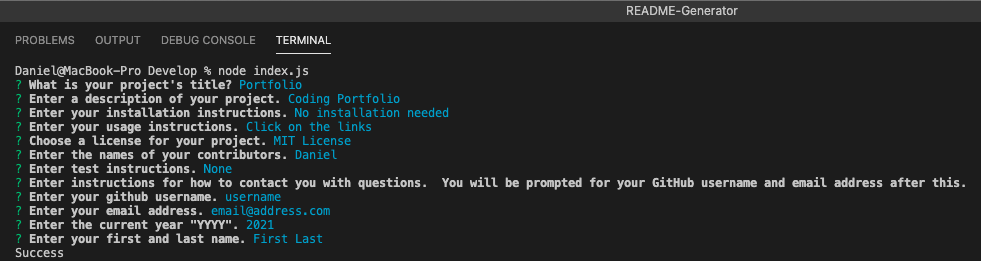 README-Generator
PROBLEMS OUTPUT DEBUG CONSOLE TERMINAL
Daniel@MacBook-Pro Develop % node index.js
? What is your project's title? Portfolio
? Enter a description of your project. Coding Portfolio
? Enter your installation instructions. No installation needed
? Enter your usage instructions. Click on the links
? Choose a license for your project. MIT License
? Enter the names of your contributors. Daniel
? Enter test instructions. None
? Enter instructions for how to contact you with questions.  You will be prompted for your GitHub username and email address after this.
? Enter your github username. username
? Enter your email address. email@address.com
? Enter the current year "YYYY". 2021
? Enter your first and last name. First Last
Success